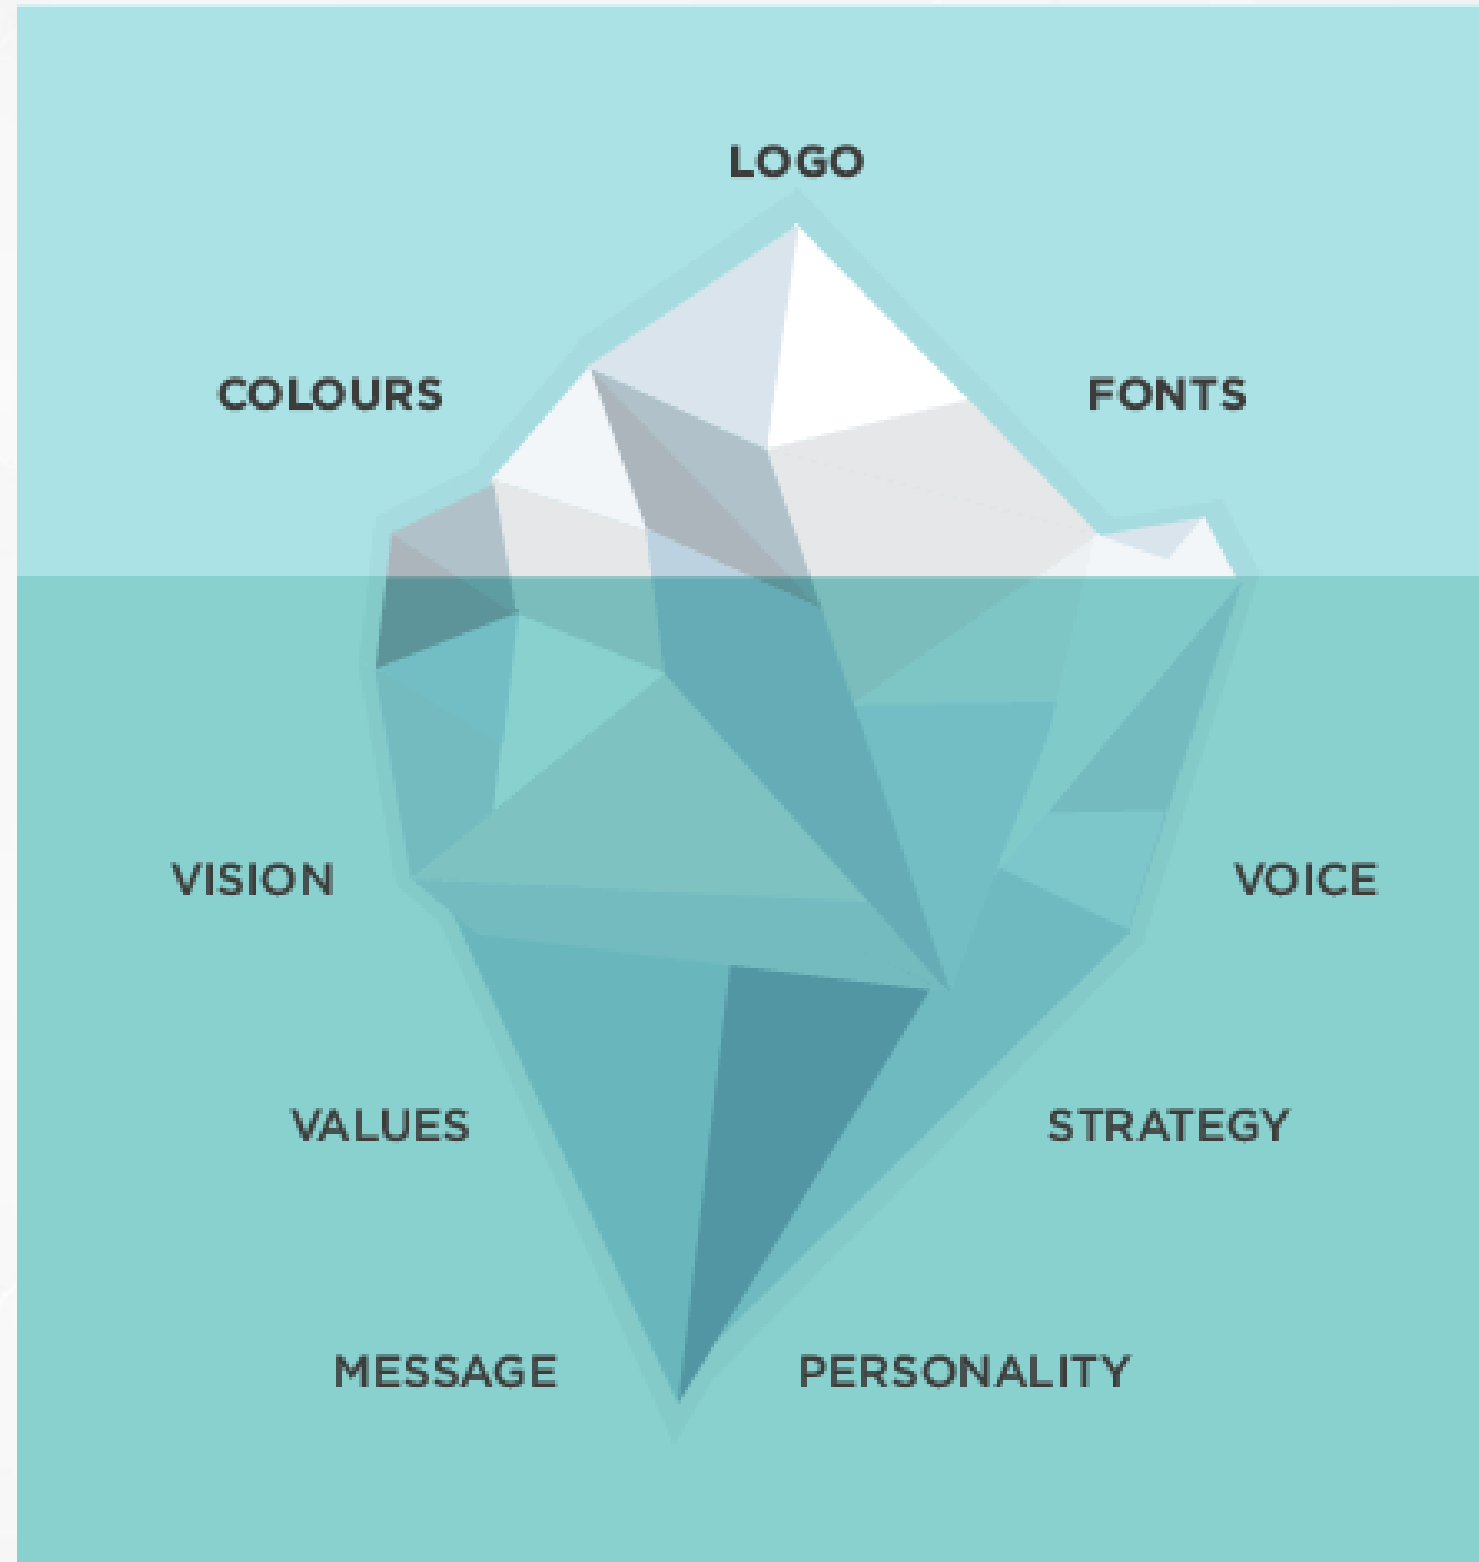 LOGO
COLOURS
FONTS
VISION
VOICE
VALUES
STRATEGY
MESSAGE
PERSONALITY